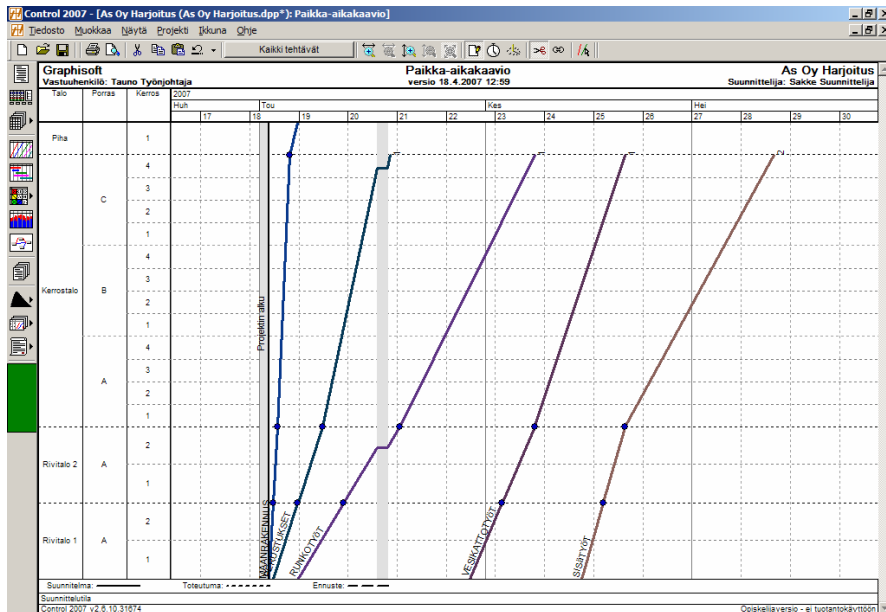 Control 2007 - [As Oy Harjoitus (As Oy Harjoitus.dpp*): Paikka-aikakaavio]
Tiedosto Muokkaa Näytä Projekti Ikkuna Ohje
Kaikki tehtävät
Graphisoft Paikka-aikakaavio As Oy Harjoitus
Vastuuhenkilö: Tauno Työnjohtaja versio 18.4.2007 12:59 Suunnittelija: Sakke Suunnittelija
Talo Porras Kerros 2007
Huh Tou Kes Hei
17 18 19 20 21 22 23 24 25 26 27 28 29 30
Piha 1
1 1 1 2
4
3
C
2
1
4
3
Kerrostalo B
2
1
4
3
A
2
1
2
Rivitalo 2 A
1
2
Rivitalo 1 A
1
Projektin alku
MAANRAKENNUS
PERUSTUKSET
RUNKOTYÖT
VESIKATTOTYÖT
SISÄTYÖT
Suunnitelma: Toteutuma: Ennuste:
Suunnittelutila
Control 2007 v2.6.10.31674 Opiskelijaversio - ei tuotantokäyttöön